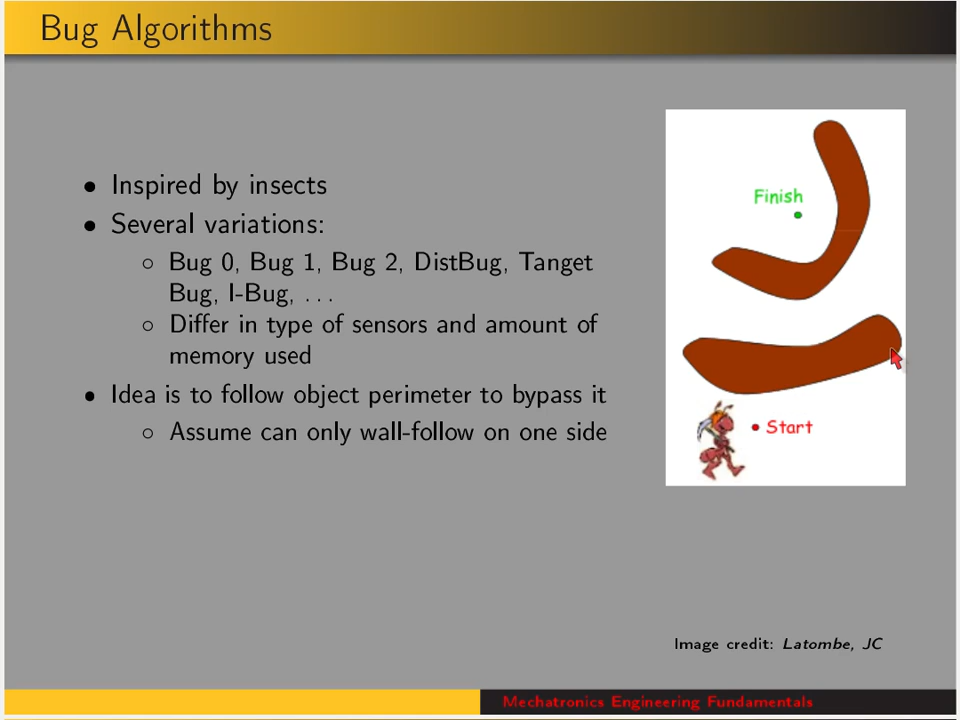 Bug Algorithms
• Inspired by insects
• Several variations:
◦ Bug 0, Bug 1, Bug 2, DistBug, Tanget
Bug, I-Bug, ...
◦ Differ in type of sensors and amount of
memory used
• Idea is to follow object perimeter to bypass it
◦ Assume can only wall-follow on one side
Finish
Start
Image credit: Latombe, JC
Mechatronics Engineering Fundamentals